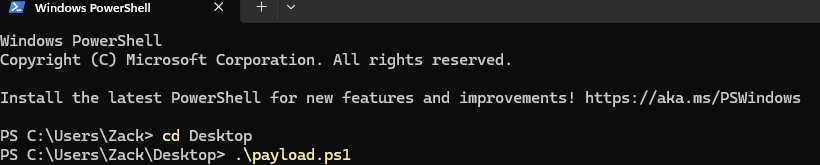 Windows PowerShell
Windows PowerShell
Copyright (C) Microsoft Corporation. All rights reserved.
Install the latest PowerShell for new features and improvements! https://aka.ms/PSWindows
PS C:\Users\Zack> cd Desktop
PS C:\Users\Zack\Desktop> .\payload.ps1